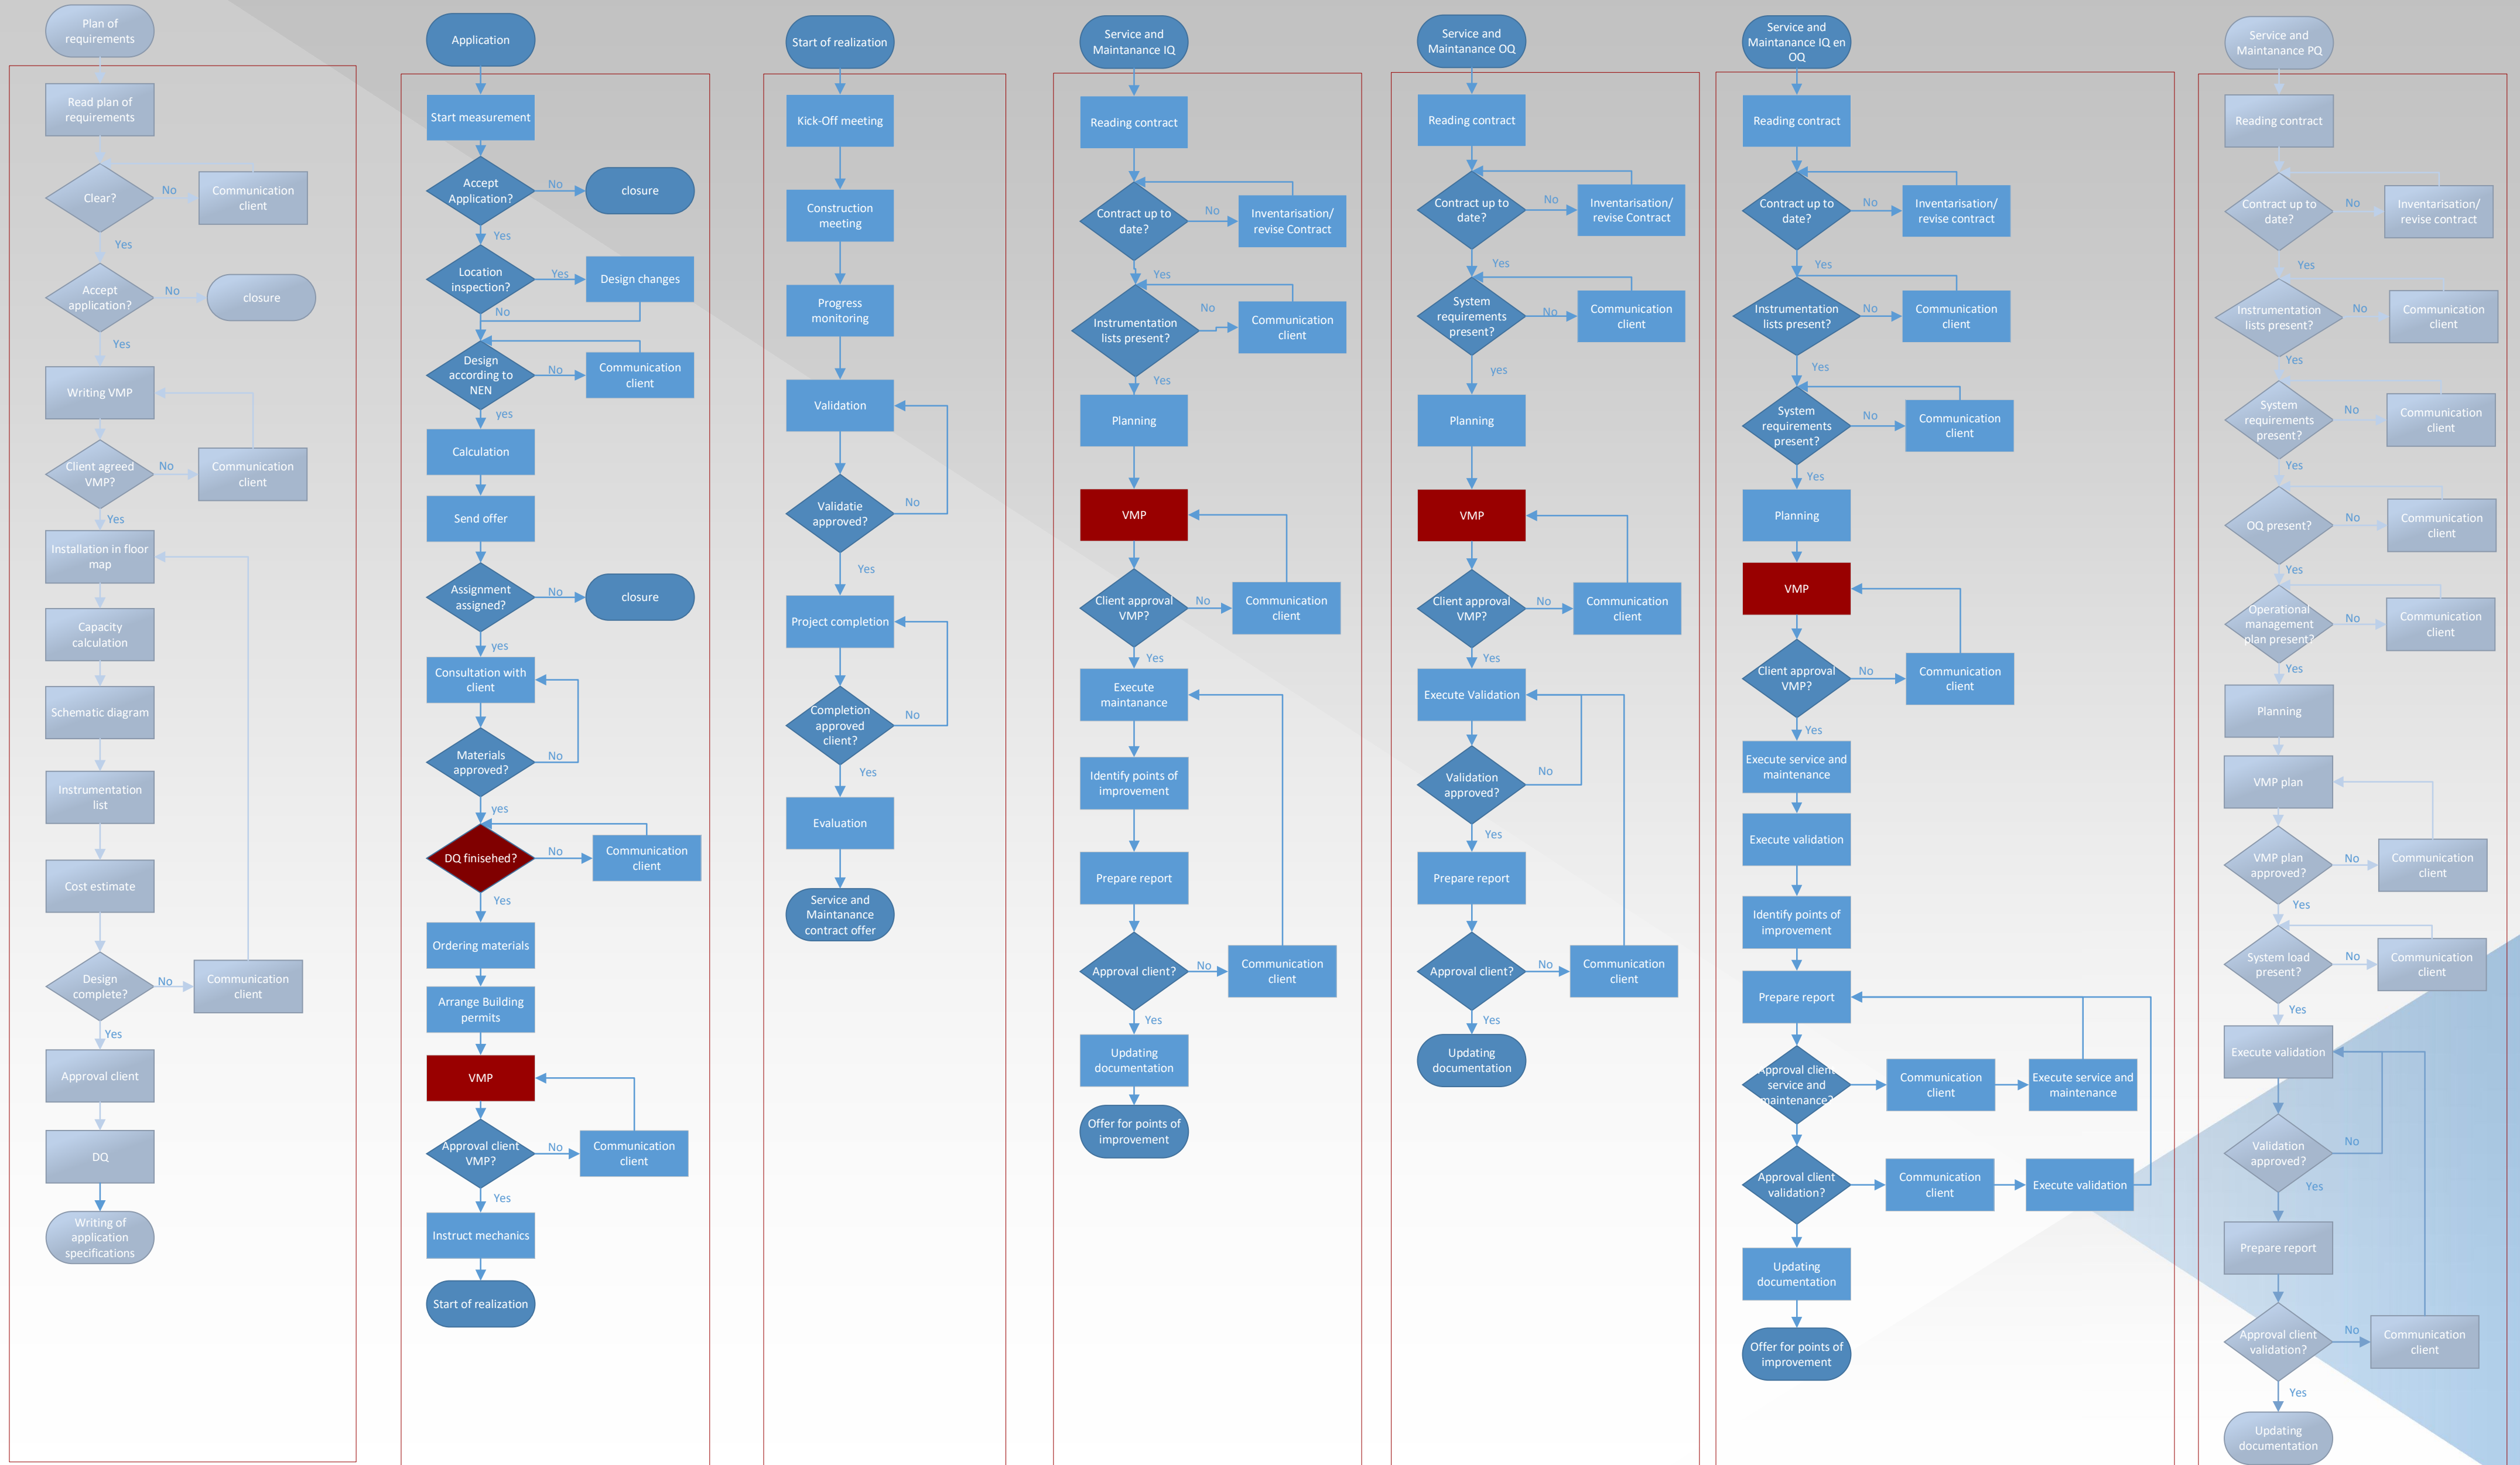 Plan of
requirements
Read plan of
requirements
Clear?
No
Communication
client
Yes
Accept
application?
No
closure
Yes
Writing VMP
Client agreed
VMP?
No
Communication
client
Yes
Installation in floor
map
Capacity
calculation
Schematic diagram
Instrumentation
list
Cost estimate
Design
complete?
No
Communication
client
Yes
Approval client
DQ
Writing of
application
specifications
Application
Start measurement
Accept
Application?
No
closure
Yes
Location
inspection?
Yes
Design changes
No
Design
according to
NEN
No
Communication
client
yes
Calculation
Send offer
Assignment
assigned?
No
closure
yes
Consultation with
client
Materials
approved?
No
yes
DQ finisehed?
No
Communication
client
Yes
Ordering materials
Arrange Building
permits
VMP
Approval client
VMP?
No
Communication
client
Yes
Instruct mechanics
Start of realization
Start of realization
Kick-Off meeting
Construction
meeting
Progress
monitoring
Validation
Validatie
approved?
No
Yes
Project completion
Completion
approved
client?
No
Yes
Evaluation
Service and
Maintanance
contract offer
Service and
Maintanance IQ
Reading contract
Contract up to
date?
No
Inventarisation/
revise Contract
Yes
Instrumentation
lists present?
No
Communication
client
Yes
Planning
VMP
Client approval
VMP?
No
Communication
client
Yes
Execute
maintanance
Identify points of
improvement
Prepare report
Approval client?
No
Communication
client
Yes
Updating
documentation
Offer for points of
improvement
Service and
Maintanance OQ
Reading contract
Contract up to
date?
No
Inventarisation/
revise Contract
Yes
System
requirements
present?
No
Communication
client
yes
Planning
VMP
Client approval
VMP?
No
Communication
client
Yes
Execute Validation
Validation
approved?
No
Yes
Prepare report
Approval client?
No
Communication
client
Yes
Updating
documentation
Service and
Maintanance IQ en
OQ
Reading contract
Contract up to
date?
No
Inventarisation/
revise contract
Yes
Instrumentation
lists present?
No
Communication
client
Yes
System
requirements
present?
No
Communication
client
Yes
Planning
VMP
Client approval
VMP?
No
Communication
client
Yes
Execute service and
maintenance
Execute validation
Identify points of
improvement
Prepare report
Approval client
service and
maintenance?
Communication
client
Execute service and
maintenance
Approval client
validation?
Communication
client
Execute validation
Updating
documentation
Offer for points of
improvement
Service and
Maintanance PQ
Reading contract
Contract up to
date?
No
Inventarisation/
revise contract
Yes
Instrumentation
lists present?
No
Communication
client
Yes
System
requirements
present?
No
Communication
client
Yes
OQ present?
No
Communication
client
Yes
Operational
management
plan present?
No
Communication
client
Yes
Planning
VMP plan
VMP plan
approved?
No
Communication
client
Yes
System load
present?
No
Communication
client
Yes
Execute validation
Validation
approved?
No
Yes
Prepare report
Approval client
validation?
No
Communication
client
Yes
Updating
documentation